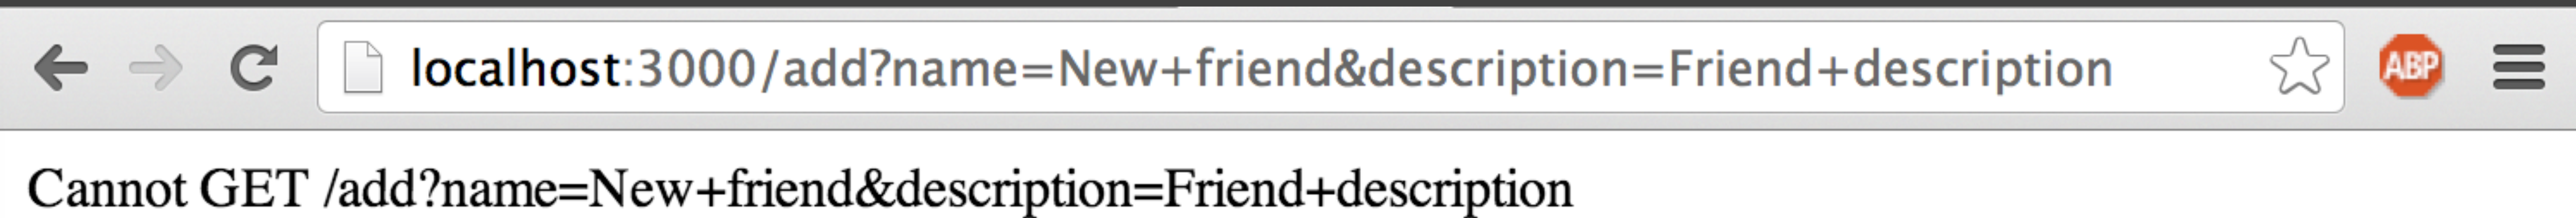 localhost:3000/add?name=New+friend&description=Friend+description
ABP
Cannot GET /add?name=New+friend&description=Friend+description